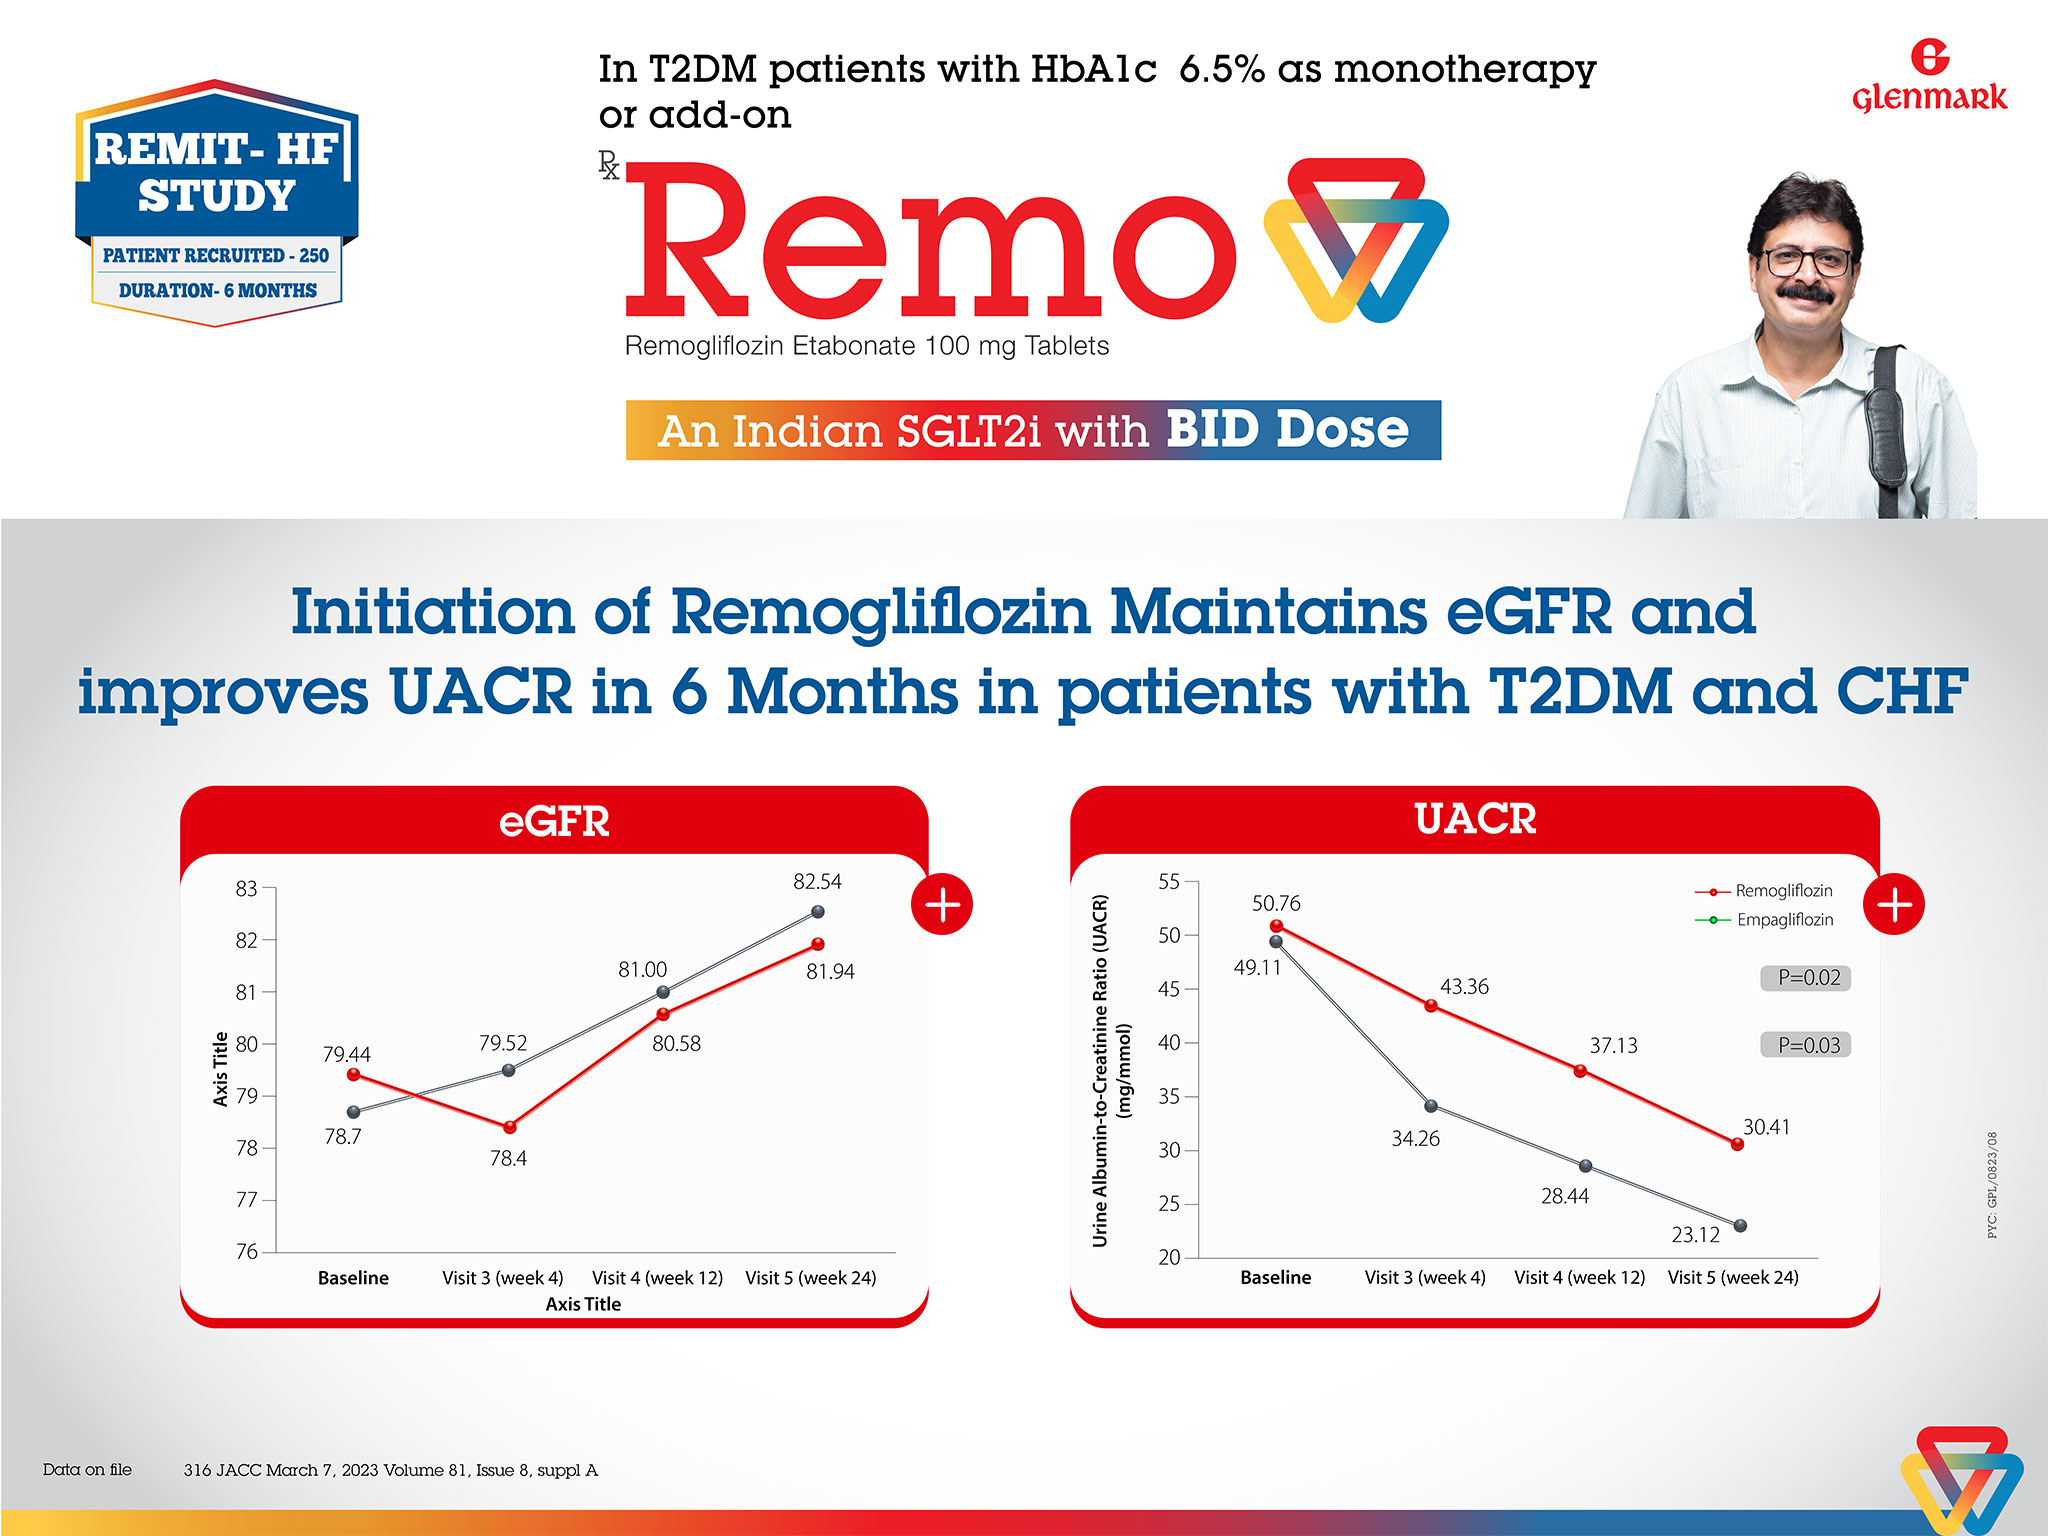 REMIT- HF
STUDY
PATIENT RECRUITED - 250
DURATION- 6 MONTHS
In T2DM patients with HbA1c  6.5% as monotherapy
or add-on
Rx
Remo
Remogliflozin Etabonate 100 mg Tablets
An Indian SGLT2i with BID Dose
Glenmark
Initiation of Remogliflozin Maintains eGFR and
improves UACR in 6 Months in patients with T2DM and CHF
eGFR
Axis Title
83
82
81
80
79
78
77
76
79.44
78.7
79.52
78.4
81.00
80.58
82.54
81.94
Baseline Visit 3 (week 4) Visit 4 (week 12) Visit 5 (week 24)
Axis Title
+
UACR
Urine Albumin-to-Creatinine Ratio (UACR)
(mg/mmol)
55
50
45
40
35
30
25
20
50.76
49.11
43.36
34.26
37.13
28.44
30.41
23.12
Remogliflozin
Empagliflozin
P=0.02
P=0.03
Baseline Visit 3 (week 4) Visit 4 (week 12) Visit 5 (week 24)
+
PYC: GPL/0823/08
Data on file 316 JACC March 7, 2023 Volume 81, Issue 8, suppl A